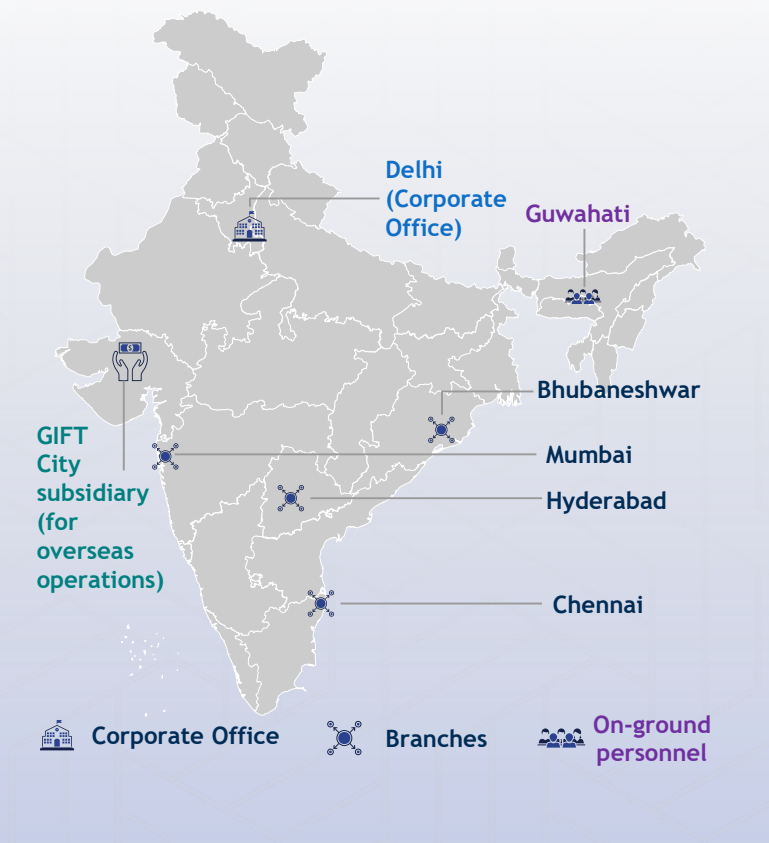 Delhi
(Corporate
Office)
Guwahati
Bhubaneshwar
GIFT
City
subsidiary
(for
overseas
operations)
Mumbai
Hyderabad
Chennai
Corporate Office
Branches
On-ground
personnel
$